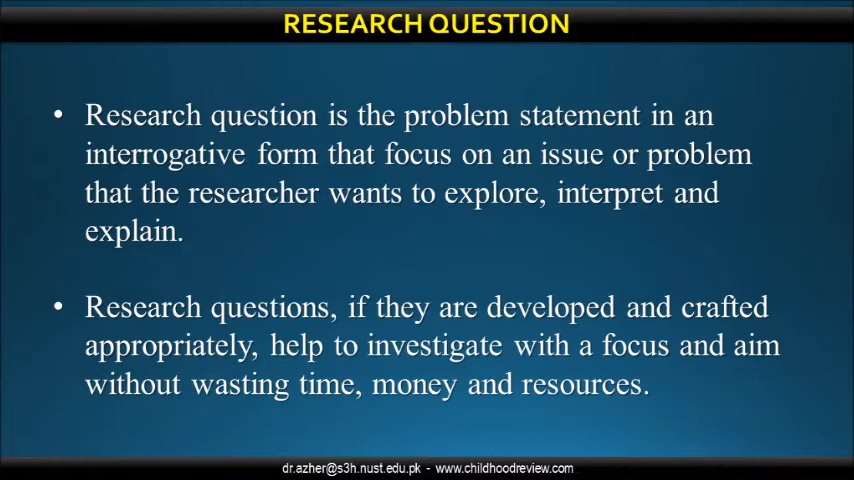 RESEARCH QUESTION
• Research question is the problem statement in an
interrogative form that focus on an issue or problem
that the researcher wants to explore, interpret and
explain.
• Research questions, if they are developed and crafted
appropriately, help to investigate with a focus and aim
without wasting time, money and resources.
dr.azher@s3h.nust.edu.pk - www.childhoodreview.com